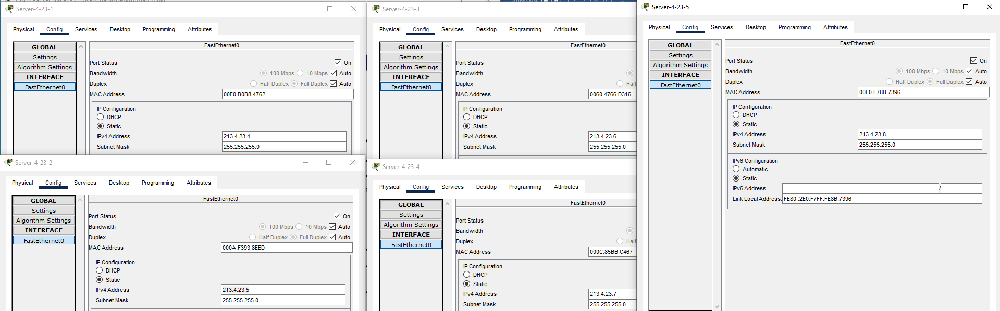 Server-4-23-1
Physical Config Services Desktop Programming Attributes
GLOBAL
Settings
Algorithm Settings
INTERFACE
FastEthernet0
FastEthernet0
Port Status On
Bandwidth 100 Mbps 10 Mbps Auto
Duplex Half Duplex Full Duplex Auto
MAC Address 00E0.B0B8.4762
IP Configuration
DHCP
Static
IPv4 Address 213.4.23.4
Subnet Mask 255.255.255.0
Server-4-23-2
Physical Config Services Desktop Programming Attributes
GLOBAL
Settings
Algorithm Settings
INTERFACE
FastEthernet0
FastEthernet0
Port Status On
Bandwidth 100 Mbps 10 Mbps Auto
Duplex Half Duplex Full Duplex Auto
MAC Address 000A.F393.8EED
IP Configuration
DHCP
Static
IPv4 Address 213.4.23.5
Subnet Mask 255.255.255.0
Server-4-23-3
Physical Config Services Desktop Programming Attributes
GLOBAL
Settings
Algorithm Settings
INTERFACE
FastEthernet0
FastEthernet0
Port Status
Bandwidth
Duplex Half
MAC Address 0060.4766.D316
IP Configuration
DHCP
Static
IPv4 Address 213.4.23.6
Subnet Mask 255.255.255.0
Server-4-23-4
Physical Config Services Desktop Programming Attributes
GLOBAL
Settings
Algorithm Settings
INTERFACE
FastEthernet0
FastEthernet0
Port Status
Bandwidth
Duplex Half
MAC Address 000C.85BB.C467
IP Configuration
DHCP
Static
IPv4 Address 213.4.23.7
Subnet Mask 255.255.255.0
Server-4-23-5
Physical Config Services Desktop Programming Attributes
GLOBAL
Settings
Algorithm Settings
INTERFACE
FastEthernet0
FastEthernet0
Port Status On
Bandwidth 100 Mbps 10 Mbps Auto
Duplex Half Duplex Full Duplex Auto
MAC Address 00E0.F78B.7396
IP Configuration
DHCP
Static
IPv4 Address 213.4.23.8
Subnet Mask 255.255.255.0
IPv6 Configuration
Automatic
Static
IPv6 Address /
Link Local Address: FE80::2E0:F7FF:FE8B:7396